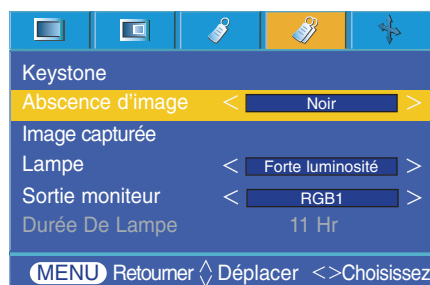 Keystone
Abscence d'image < Noir >
Image capturée
Lampe < Forte luminosité >
Sortie moniteur < RGB1 >
Durée De Lampe 11 Hr
MENU Retourner Déplacer <>Choisissez